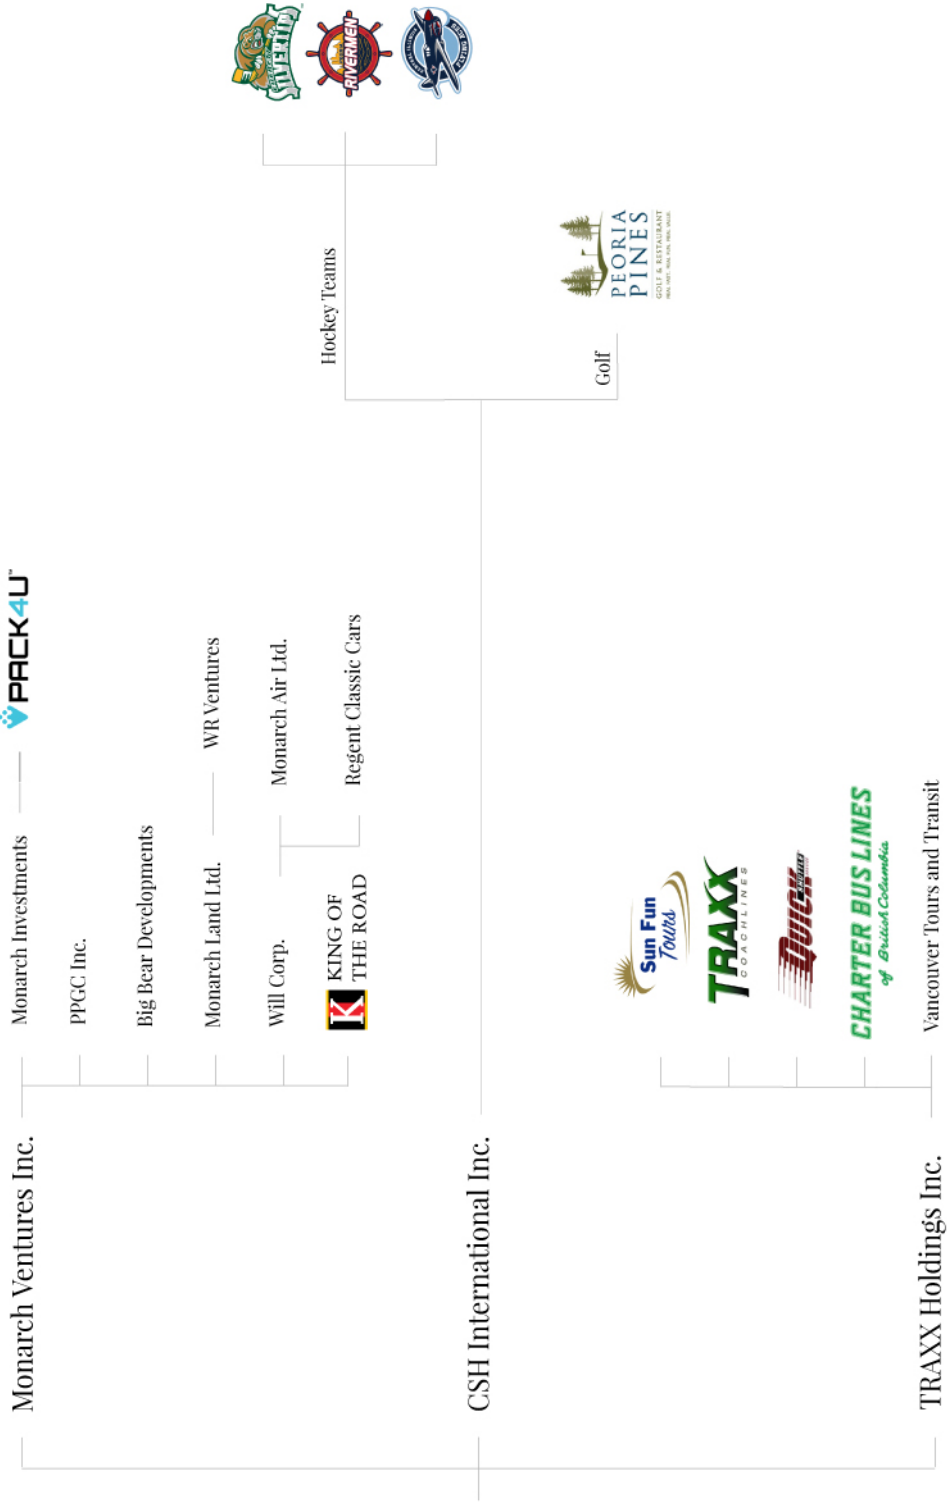 Monarch Ventures Inc.
Monarch Investments
PACK4U™
PPGC Inc.
Big Bear Developments
Monarch Land Ltd.
WR Ventures
Will Corp.
Monarch Air Ltd.
Regent Classic Cars
K
KING OF
THE ROAD
CSH International Inc.
Hockey Teams
SILVERTIPS
RIVERMEN
Golf
PEORIA
PINES
GOLF & RESTAURANT
TRAXX Holdings Inc.
Sun Fun
Tours
TRAXX
COACHLINES
QUICK
SHUTTLE
CHARTER BUS LINES
of British Columbia
Vancouver Tours and Transit